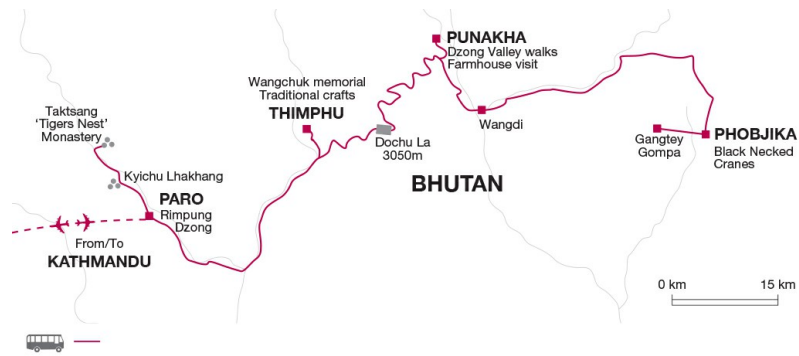 PUNAKHA
Dzong Valley walks
Farmhouse visit
Wangchuk memorial
Traditional crafts
THIMPHU
Taktsang
‘Tigers Nest’
Monastery
Dochu La
3050m
Wangdi
Gangtey
Gompa
PHOBJIKA
Black Necked
Cranes
Kyichu Lhakhang
BHUTAN
PARO
Rimpung
Dzong
From/To
KATHMANDU
0 km
15 km